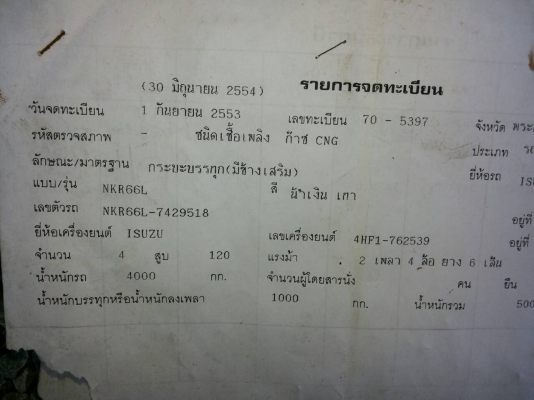 (30 มิถุนายน 2554) รายการจดทะเบียน
วันจดทะเบียน 1 กันยายน 2553 เลขทะเบียน 70 - 5397 จังหวัด พระ
รหัสตรวจสภาพ - ชนิดเชื้อเพลิง ก๊าซ CNG ประเภท
ลักษณะ/มาตรฐาน กระบะบรรทุก(มีข้างเสริม) ยี่ห้อรถ ISU
แบบ/รุ่น NKR66L สี น้ำเงิน เทา
เลขตัวรถ NKR66L-7429518 อยู่ที่
ยี่ห้อเครื่องยนต์ ISUZU เลขเครื่องยนต์ 4HF1-762539 อยู่ที่
จำนวน 4 สูบ 120 แรงม้า . 2 เพลา 4 ล้อ ยาง 6 เส้น
น้ำหนักรถ 4000 กก. จำนวนผู้โดยสารนั่ง คน ยืน
น้ำหนักบรรทุกหรือน้ำหนักลงเพลา 1000 กก. น้ำหนักรวม 500